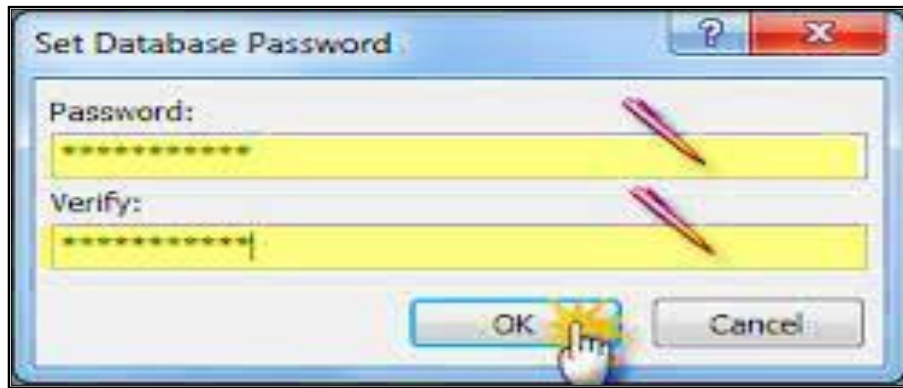 Set Database Password
?
Password:
***********
Verify:
***********
OK Cancel